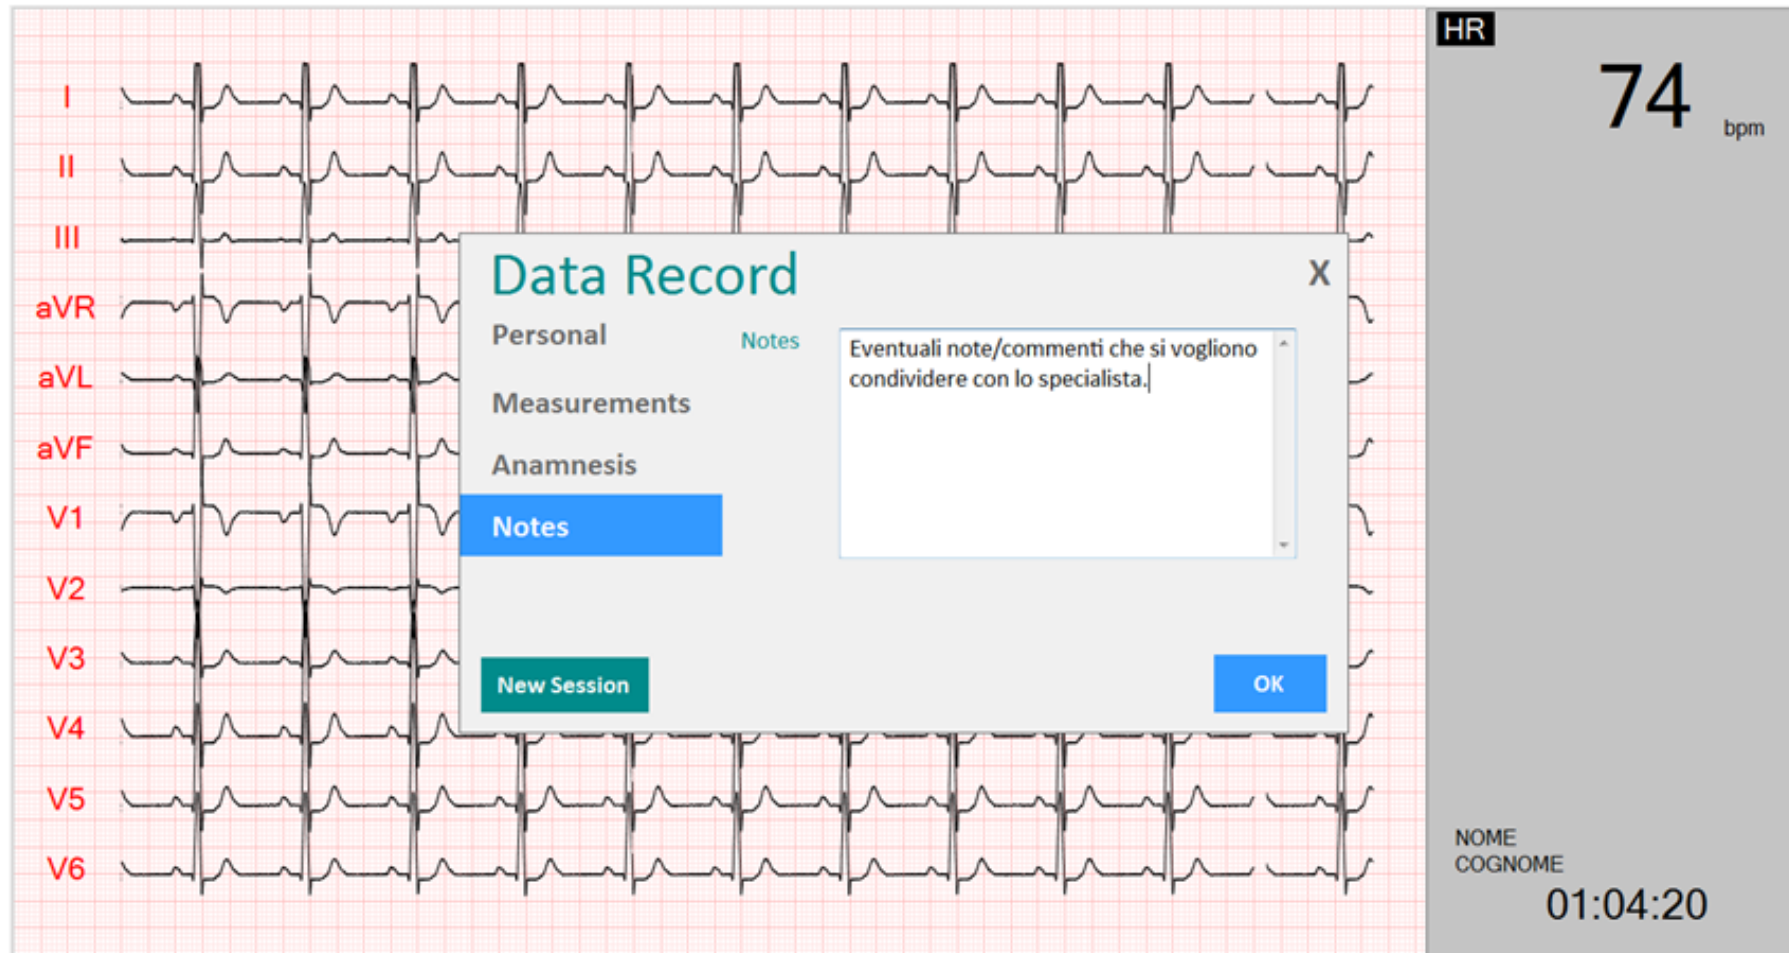 HR
74
bpm
I
II
III
aVR
aVL
aVF
V1
V2
V3
V4
V5
V6
Data Record
X
Personal
Measurements
Anamnesis
Notes
Notes
Eventuali note/commenti che si vogliono
condividere con lo specialista.
New Session
OK
NOME
COGNOME
01:04:20